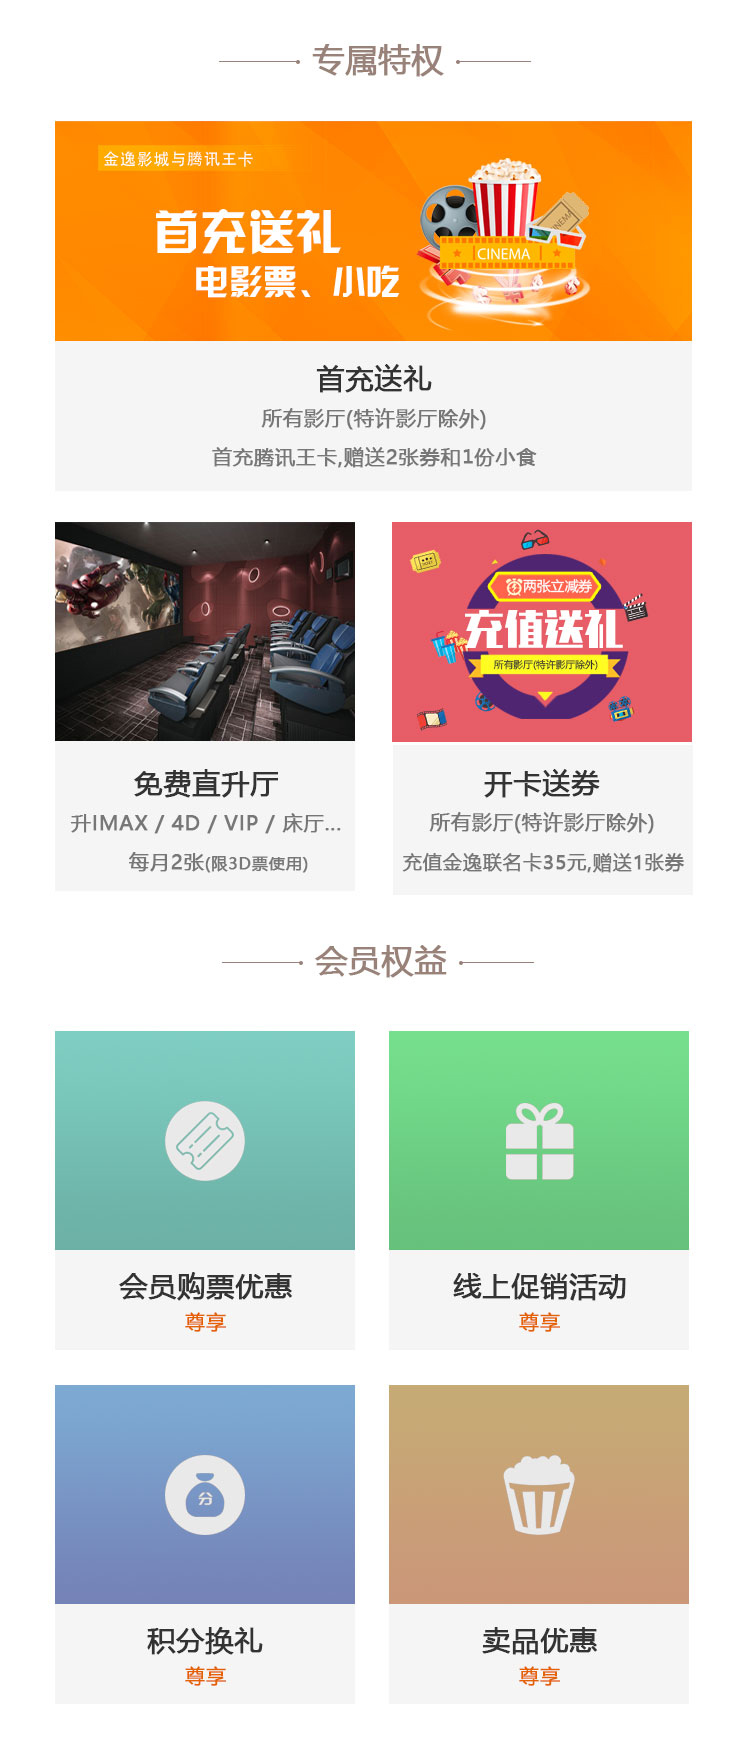 专属特权
金逸影城与腾讯王卡
首充送礼
电影票、小吃
CINEMA
CINEMA
首充送礼
所有影厅(特许影厅除外)
首充腾讯王卡,赠送2张券和1份小食
两张立减券
充值送礼
所有影厅(特许影厅除外)
免费直升厅
升IMAX / 4D / VIP / 床厅...
每月2张(限3D票使用)
开卡送券
所有影厅(特许影厅除外)
充值金逸联名卡35元,赠送1张券
会员权益
会员购票优惠
尊享
线上促销活动
尊享
分
积分换礼
尊享
卖品优惠
尊享